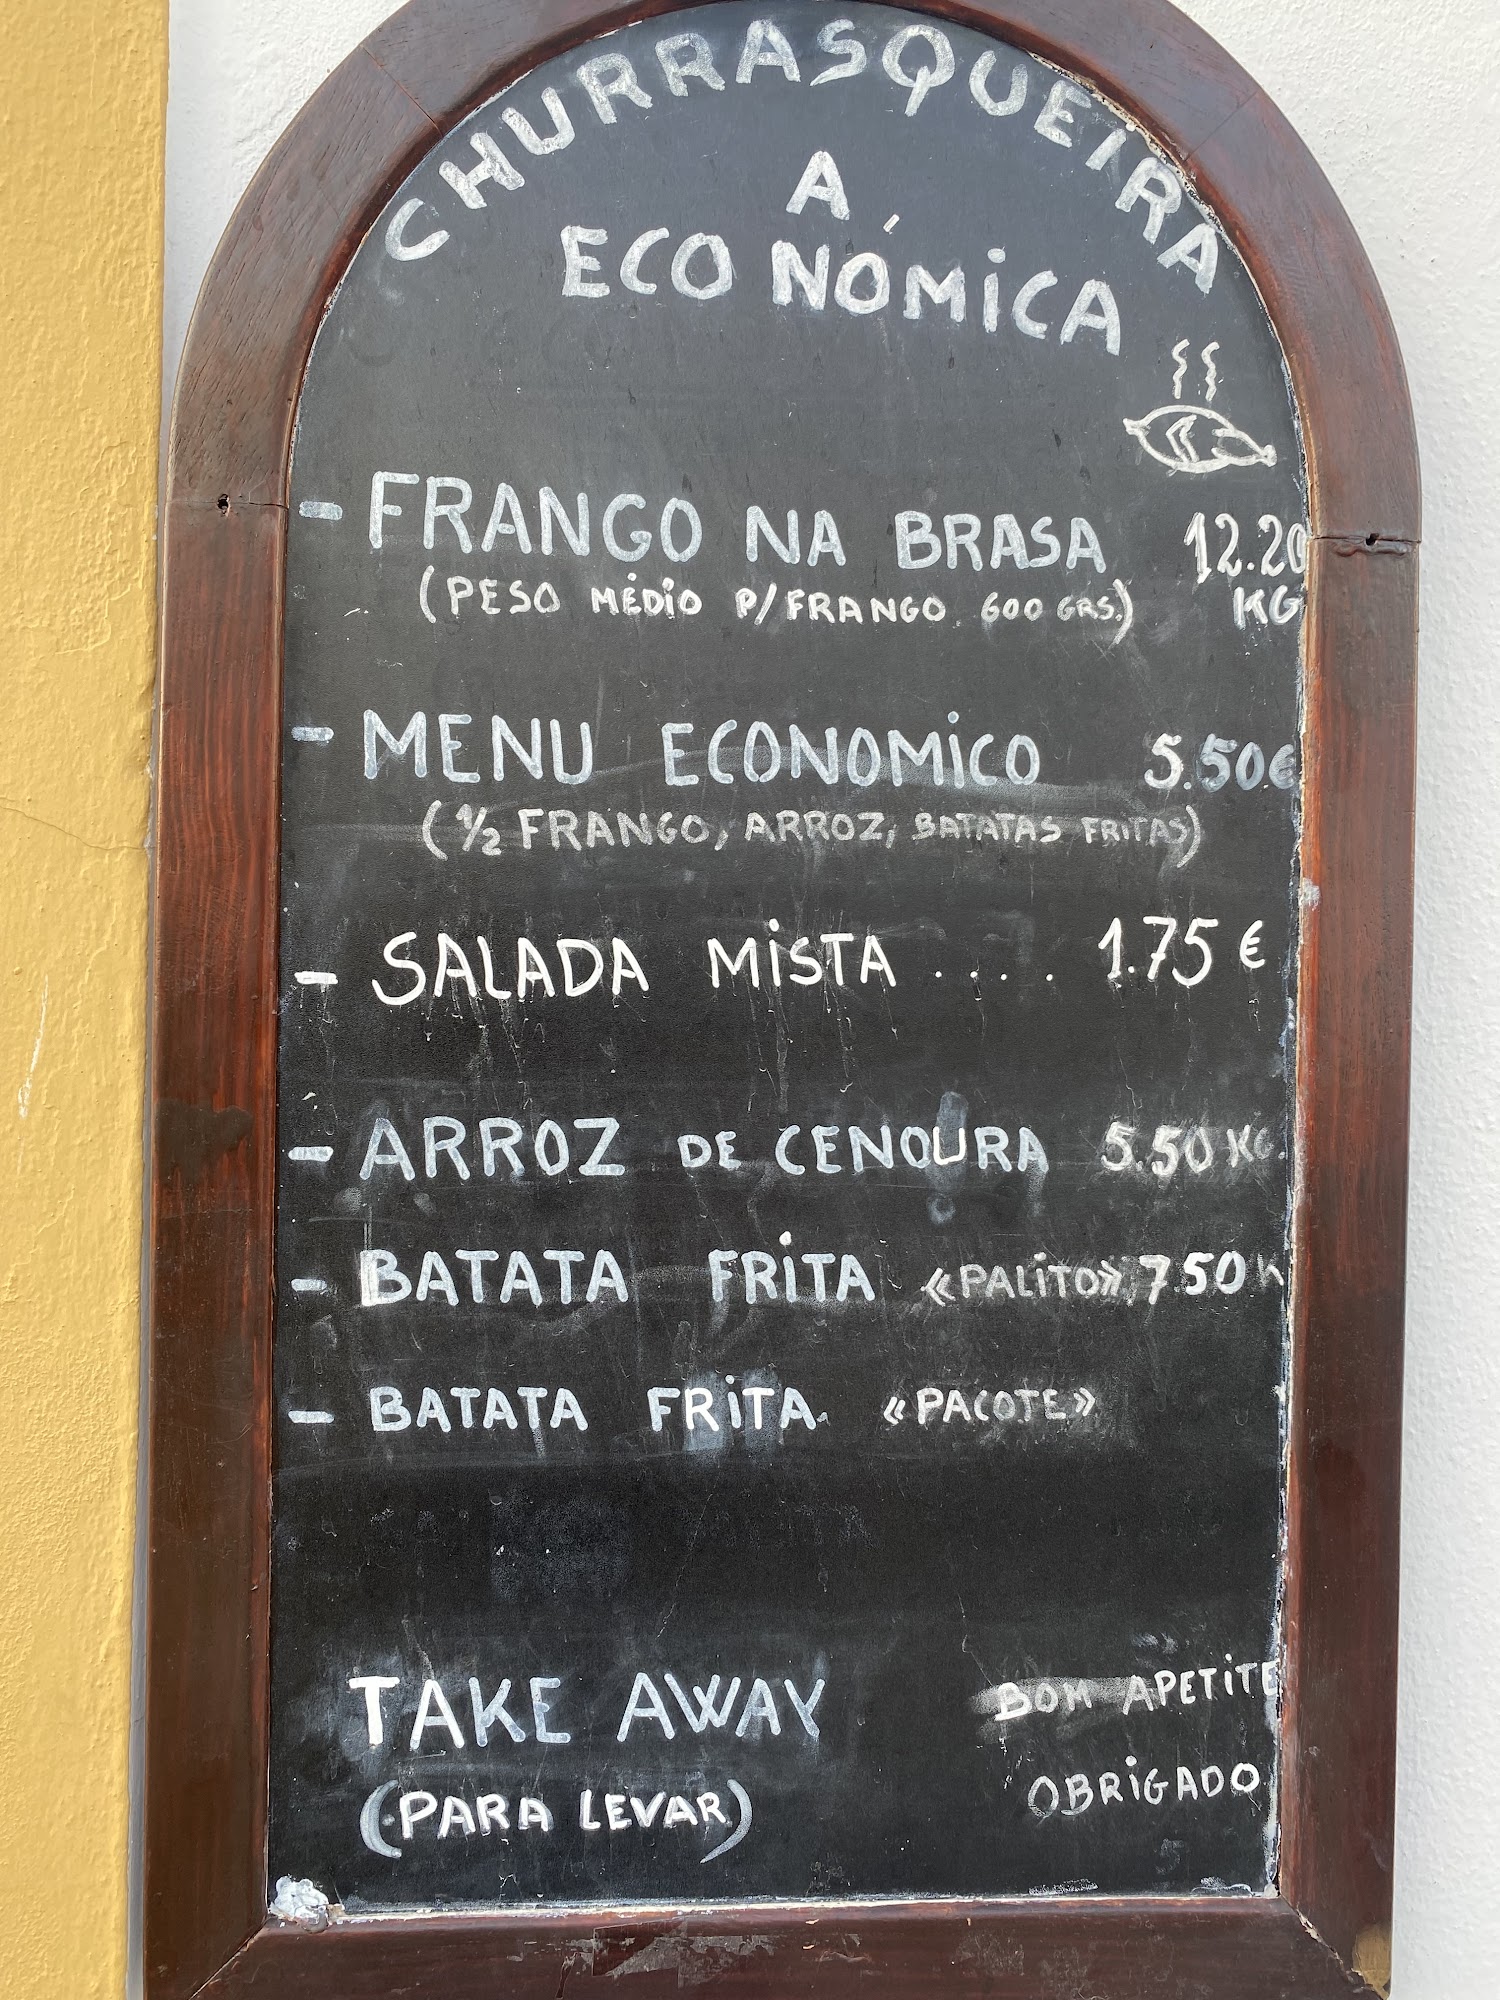 CHURRASQUEIRA
A
ECONÓMICA
- FRANGO NA BRASA 12.20
(PESO MÉDIO P/FRANGO 600 GRS.) KG
- MENU ECONOMICO 5.50€
(1/2 FRANGO, ARROZ, BATATAS FRITAS)
- SALADA MISTA .... 1.75 €
- ARROZ DE CENOURA 5.50 KG.
- BATATA FRITA «PALITO» 7.50 K
- BATATA FRITA «PACOTE»
TAKE AWAY BOM APETITE
(PARA LEVAR) OBRIGADO